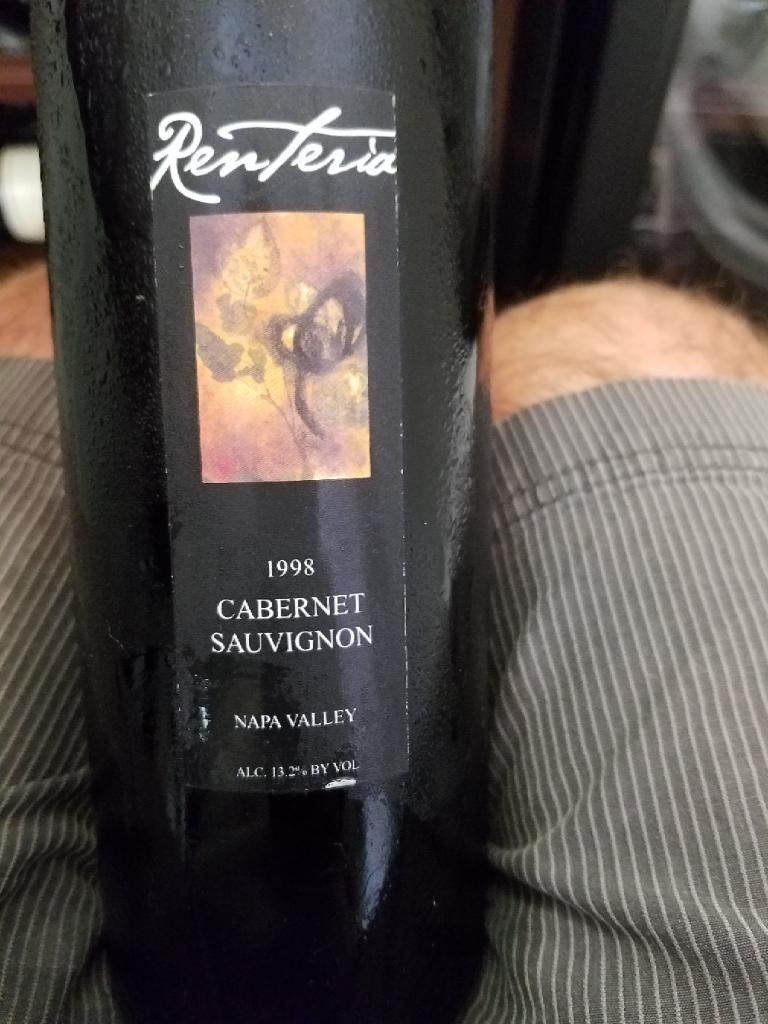 Renteria
1998
CABERNET
SAUVIGNON
NAPA VALLEY
ALC. 13.2% BY VOL